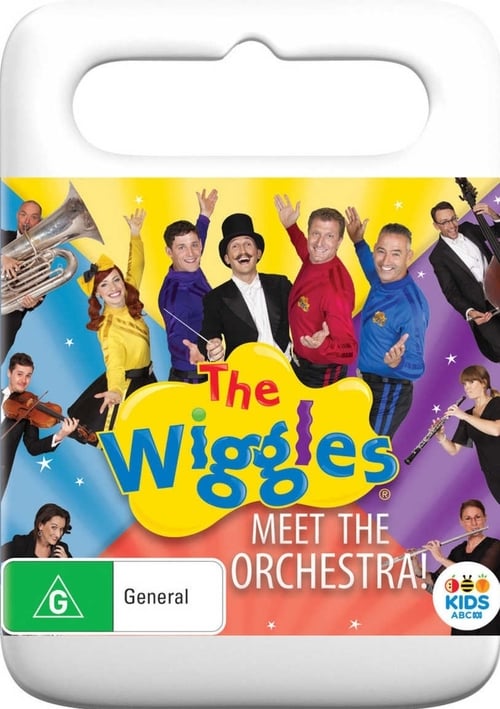 The
Wiggles
®
MEET THE
ORCHESTRA!
G
General
KIDS
ABC